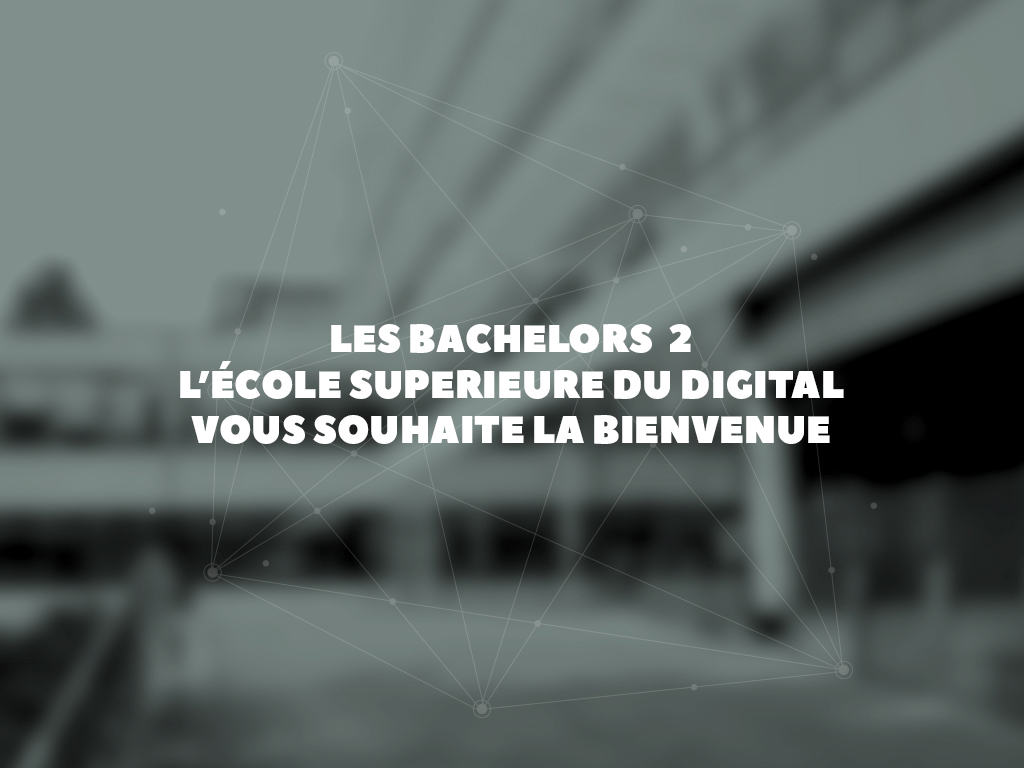 LES BACHELORS  2
L'ÉCOLE SUPERIEURE DU DIGITAL
VOUS SOUHAITE LA BIENVENUE